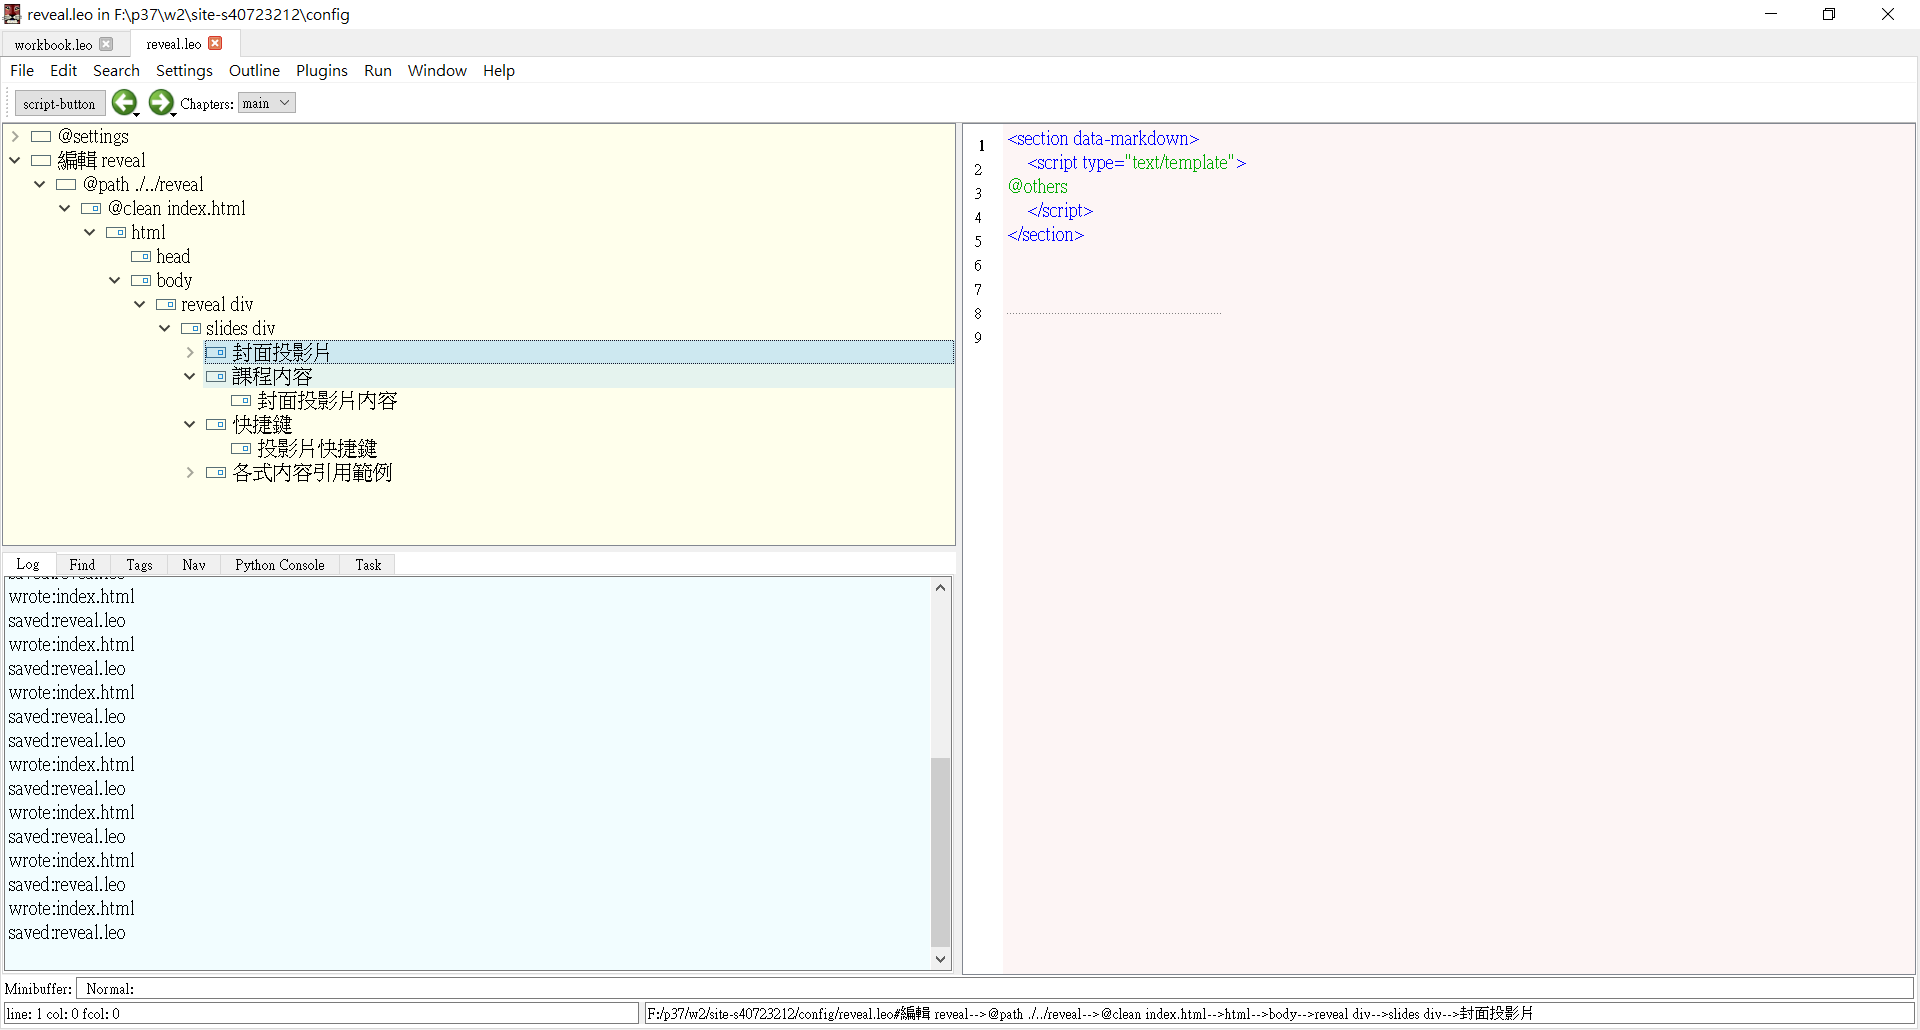 reveal.leo in F:\p37\w2\site-s40723212\config
workbook.leo
reveal.leo
File Edit Search Settings Outline Plugins Run Window Help
script-button
Chapters: main
@settings
編輯 reveal
@path ./../reveal
@clean index.html
html
head
body
reveal div
slides div
封面投影片
課程內容
封面投影片內容
快捷鍵
投影片快捷鍵
各式內容引用範例
1 <section data-markdown>
2 <script type="text/template">
3 @others
4 </script>
5 </section>
6
7
8
9
Log Find Tags Nav Python Console Task
saved:reveal.leo
wrote:index.html
saved:reveal.leo
wrote:index.html
saved:reveal.leo
wrote:index.html
saved:reveal.leo
saved:reveal.leo
wrote:index.html
saved:reveal.leo
wrote:index.html
saved:reveal.leo
wrote:index.html
saved:reveal.leo
wrote:index.html
saved:reveal.leo
Minibuffer: Normal:
line: 1 col: 0 fcol: 0
F:/p37/w2/site-s40723212/config/reveal.leo#編輯 reveal-->@path ./../reveal-->@clean index.html-->html-->body-->reveal div-->slides div-->封面投影片